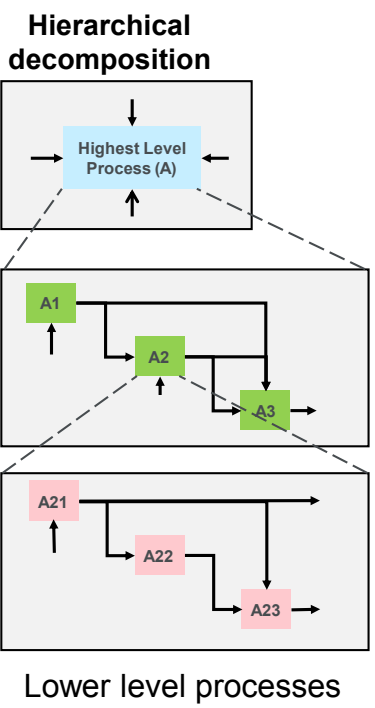 Hierarchical
decomposition
Highest Level
Process (A)
A1
A2
A3
A21
A22
A23
Lower level processes